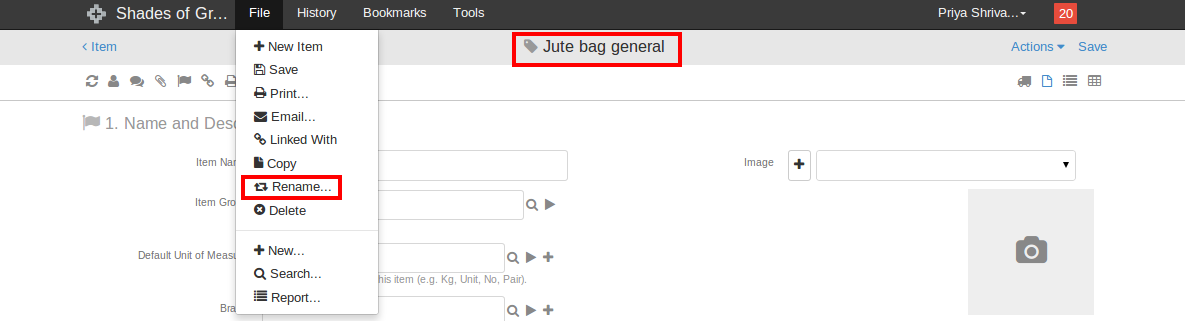 Shades of Gr... File History Bookmarks Tools Priya Shriva... 20
Item Jute bag general Actions Save
New Item
Save
Print...
Email...
Linked With
Copy
Rename...
Delete
New...
Search...
Report...
1. Name and Desc
Item Nam
Image
Item Grou
Default Unit of Measu
his item (e.g. Kg, Unit, No, Pair).
Bra